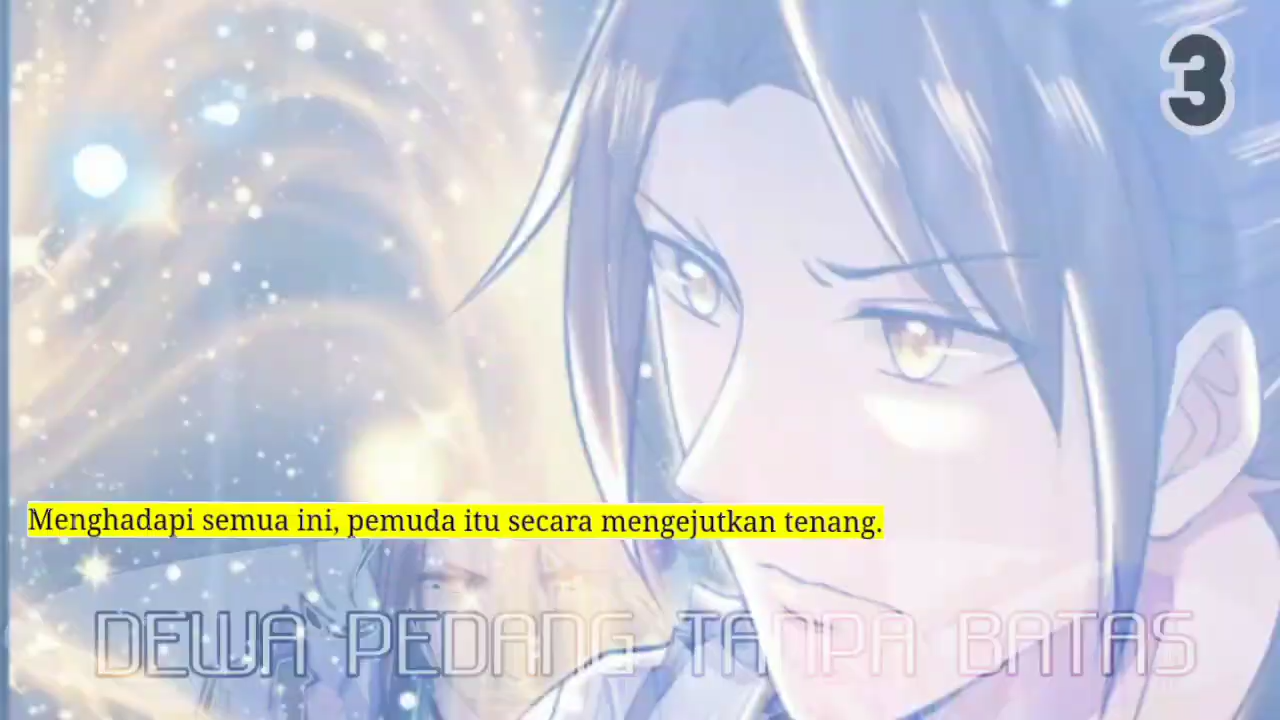 3
Menghadapi semua ini, pemuda itu secara mengejutkan tenang.
DEWA PEDANG TANPA BATAS